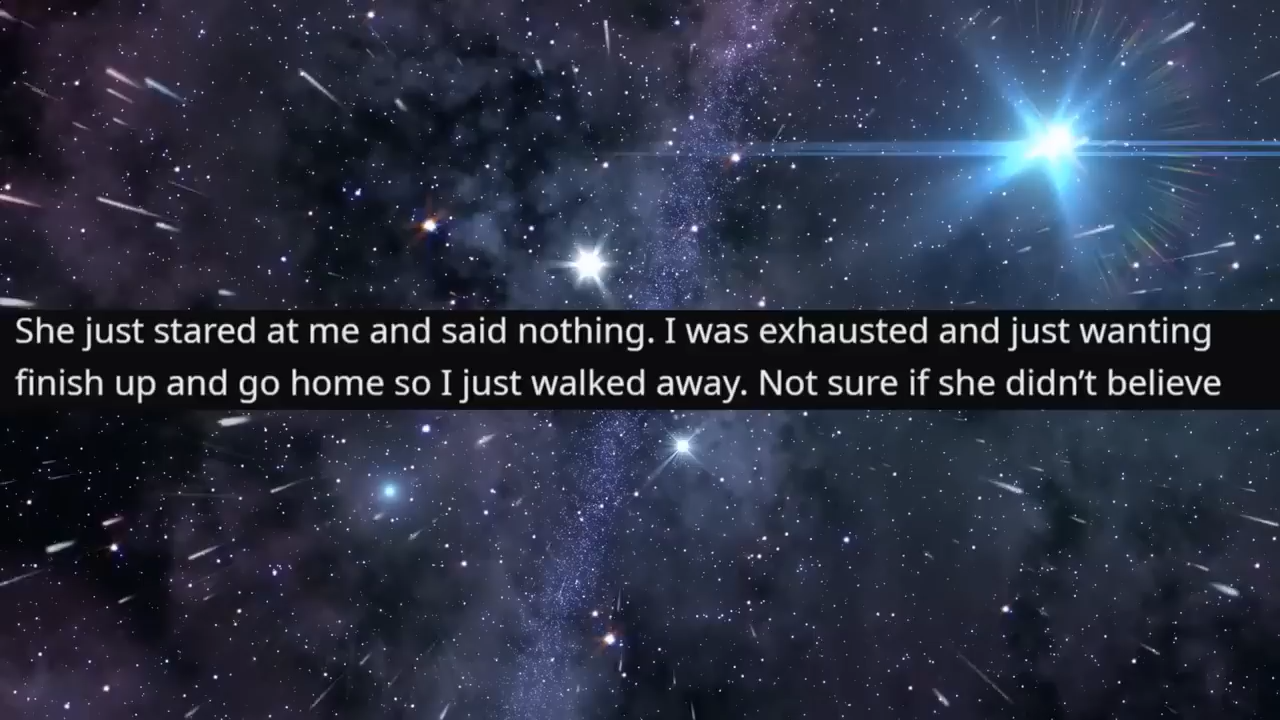 She just stared at me and said nothing. I was exhausted and just wanting
finish up and go home so I just walked away. Not sure if she didn’t believe